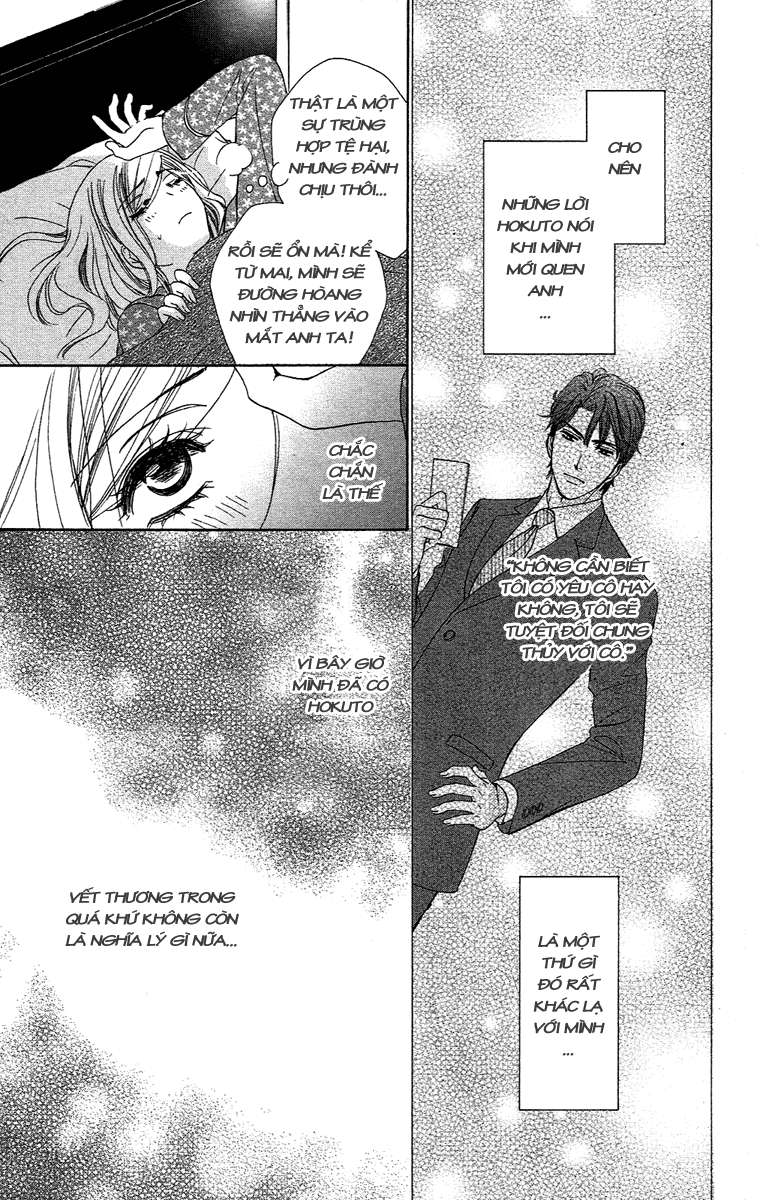 CHO
NÊN
NHỮNG LỜI
HOKUTO NÓI
KHI MÌNH
MỚI QUEN
ANH
...
"KHÔNG CẦN BIẾT
TÔI CÓ YÊU CÔ HAY
KHÔNG, TÔI SẼ
TUYỆT ĐỐI CHUNG
THỦY VỚI CÔ."
LÀ MỘT
THỨ GÌ
ĐÓ RẤT
KHÁC LẠ
VỚI MÌNH
...
THẬT LÀ MỘT
SỰ TRÙNG
HỢP TỆ HẠI,
NHƯNG ĐÀNH
CHỊU THÔI...
RỒI SẼ ỔN MÀ! KỂ
TỪ MAI, MÌNH SẼ
ĐƯỜNG HÒANG
NHÌN THẲNG VÀO
MẮT ANH TA!
CHẮC
CHẮN
LÀ THẾ
VÌ BÂY GIỜ
MÌNH ĐÃ CÓ
HOKUTO
VẾT THƯƠNG TRONG
QUÁ KHỨ KHÔNG CÒN
LÀ NGHĨA LÝ GÌ NỮA...